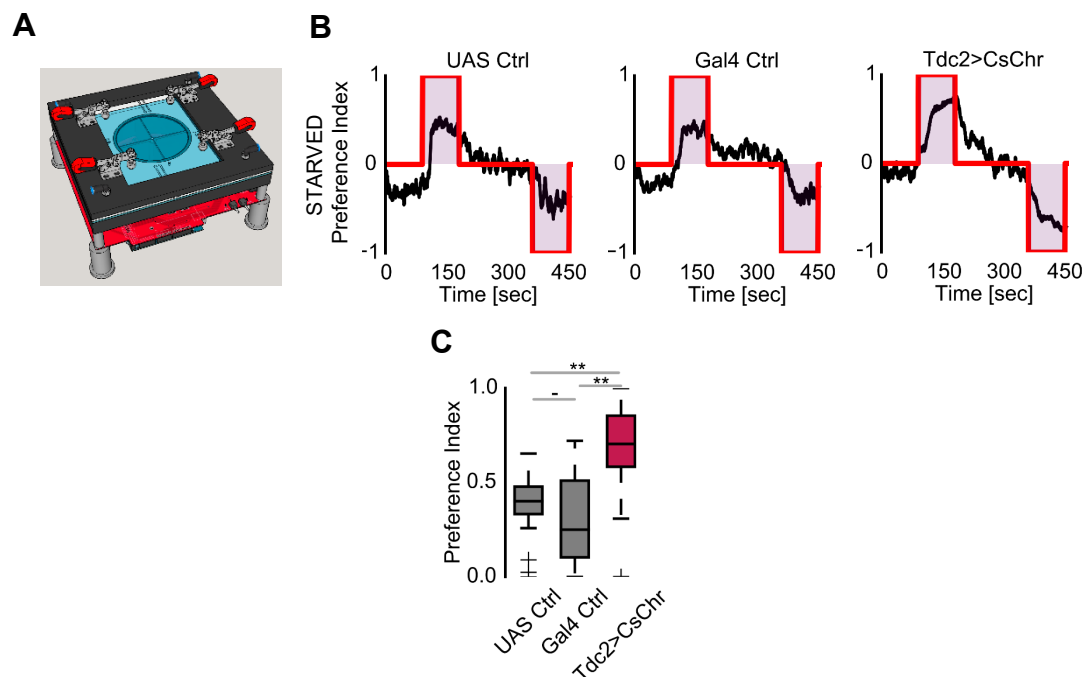 A
B
UAS Ctrl
Gal4 Ctrl
Tdc2>CsChr
STARVED
Preference Index
1
0
−1
0 150 300 450
Time [sec]
1
0
−1
0 150 300 450
Time [sec]
1
0
−1
0 150 300 450
Time [sec]
C
**
**
-
Preference Index
1.0
0.5
0.0
UAS Ctrl
Gal4 Ctrl
Tdc2>CsChr